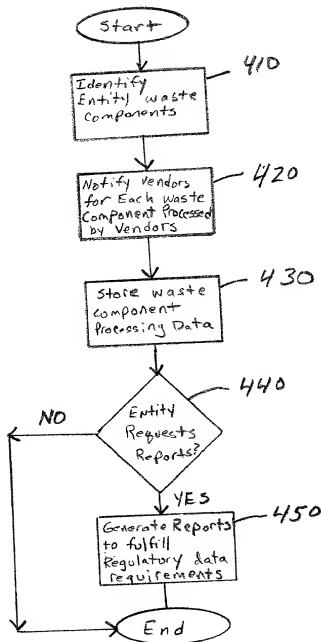 Start
410
Identify
Entity waste
Components
420
Notify Vendors
for Each waste
Component Processed
by Vendors
430
Store waste
Component
Processing Data
440
Entity
Requests
Reports?
NO
YES
450
Generate Reports
to fulfill
Regulatory data
requirements
End